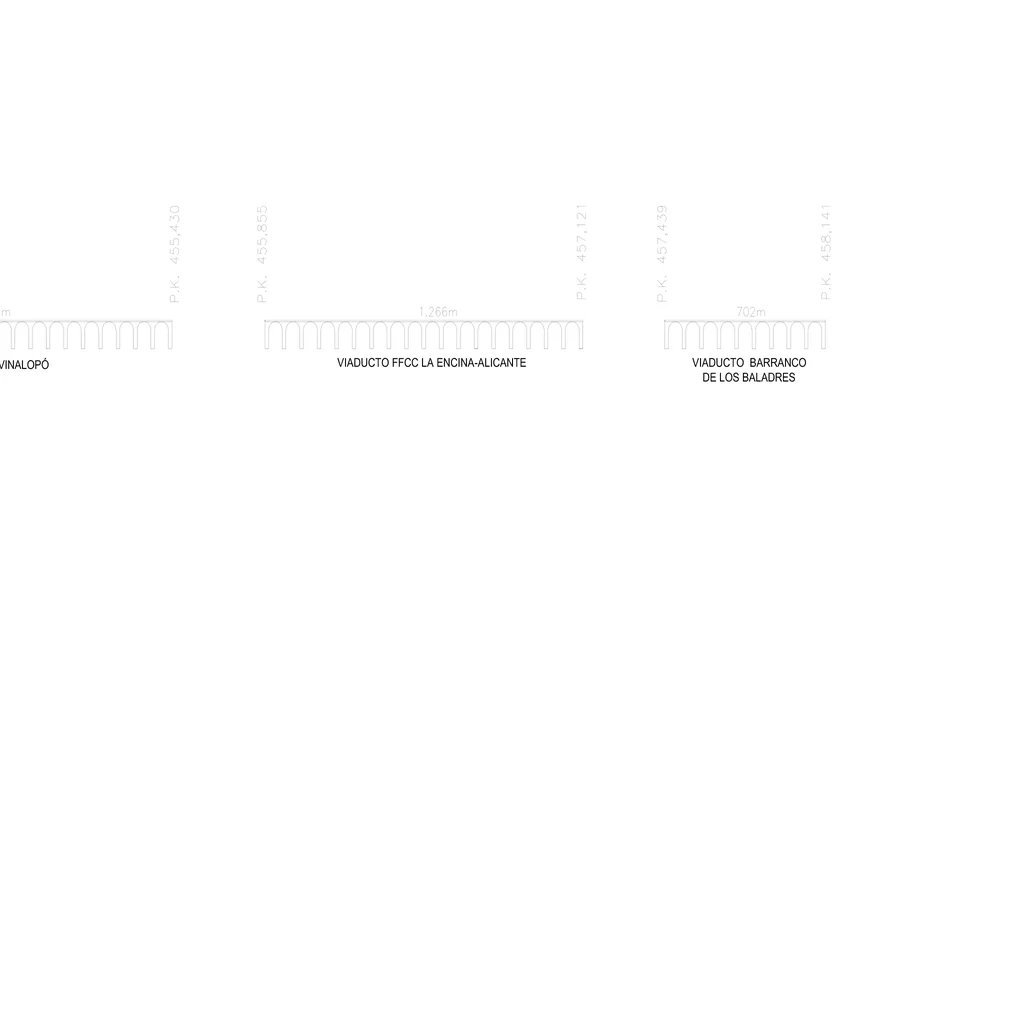 P.K. 455,430
P.K. 455,855
P.K. 457,121
P.K. 457,439
P.K. 458,141
m
1.266m
702m
VINALOPÓ
VIADUCTO FFCC LA ENCINA-ALICANTE
VIADUCTO BARRANCO
DE LOS BALADRES